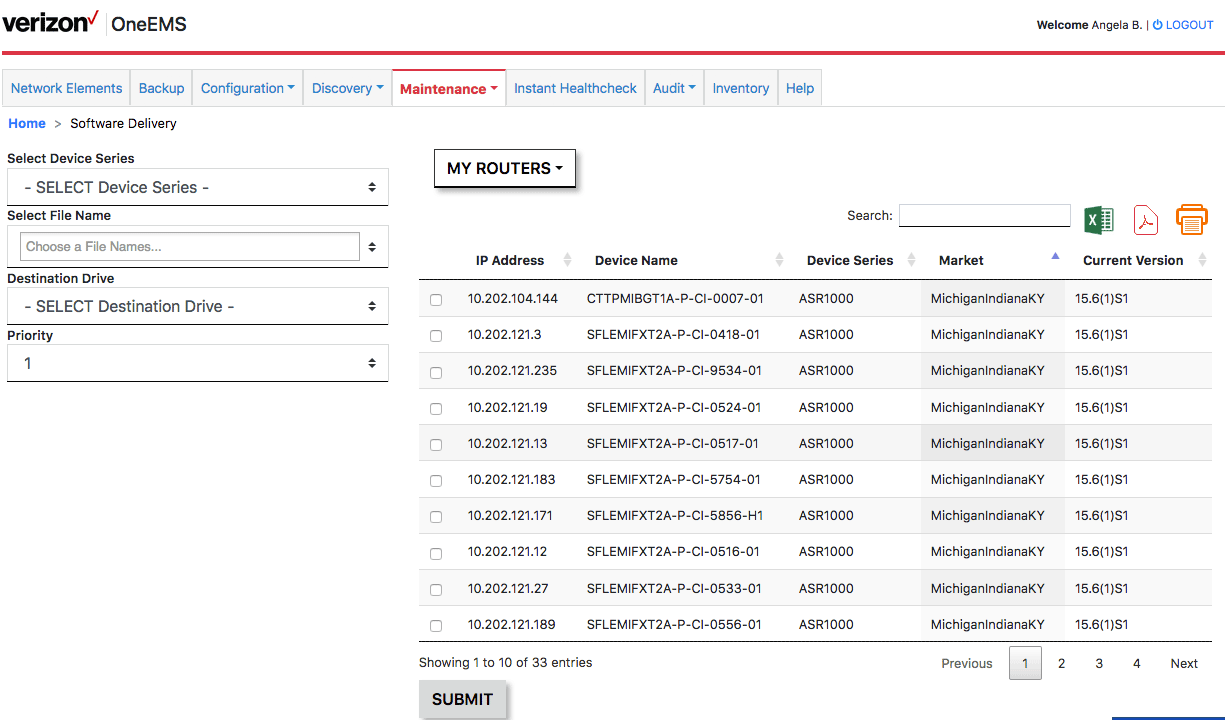 verizon OneEMS
Welcome Angela B. | LOGOUT
Network Elements Backup Configuration Discovery Maintenance Instant Healthcheck Audit Inventory Help
Home > Software Delivery
Select Device Series
- SELECT Device Series -
Select File Name
Choose a File Names...
Destination Drive
- SELECT Destination Drive -
Priority
1
MY ROUTERS
Search:
IP Address Device Name Device Series Market Current Version
10.202.104.144 CTTPMIBGT1A-P-CI-0007-01 ASR1000 MichiganIndianaKY 15.6(1)S1
10.202.121.3 SFLEMIFXT2A-P-CI-0418-01 ASR1000 MichiganIndianaKY 15.6(1)S1
10.202.121.235 SFLEMIFXT2A-P-CI-9534-01 ASR1000 MichiganIndianaKY 15.6(1)S1
10.202.121.19 SFLEMIFXT2A-P-CI-0524-01 ASR1000 MichiganIndianaKY 15.6(1)S1
10.202.121.13 SFLEMIFXT2A-P-CI-0517-01 ASR1000 MichiganIndianaKY 15.6(1)S1
10.202.121.183 SFLEMIFXT2A-P-CI-5754-01 ASR1000 MichiganIndianaKY 15.6(1)S1
10.202.121.171 SFLEMIFXT2A-P-CI-5856-H1 ASR1000 MichiganIndianaKY 15.6(1)S1
10.202.121.12 SFLEMIFXT2A-P-CI-0516-01 ASR1000 MichiganIndianaKY 15.6(1)S1
10.202.121.27 SFLEMIFXT2A-P-CI-0533-01 ASR1000 MichiganIndianaKY 15.6(1)S1
10.202.121.189 SFLEMIFXT2A-P-CI-0556-01 ASR1000 MichiganIndianaKY 15.6(1)S1
Showing 1 to 10 of 33 entries
Previous 1 2 3 4 Next
SUBMIT